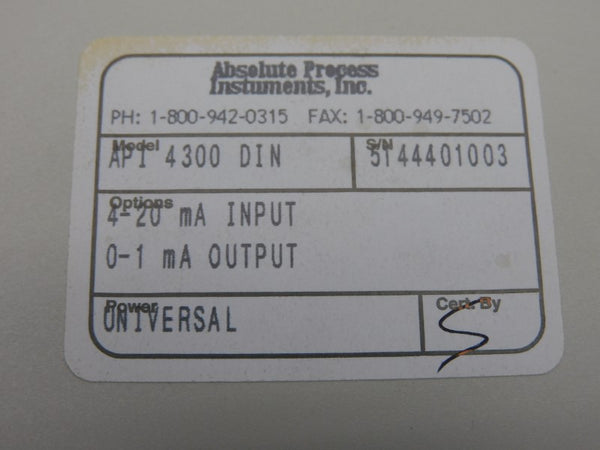 Absolute Process
Instuments, Inc.
PH: 1-800-942-0315 FAX: 1-800-949-7502
Model S/N
API 4300 DIN 5144401003
Options
4-20 mA INPUT
0-1 mA OUTPUT
Power Cert. By
UNIVERSAL